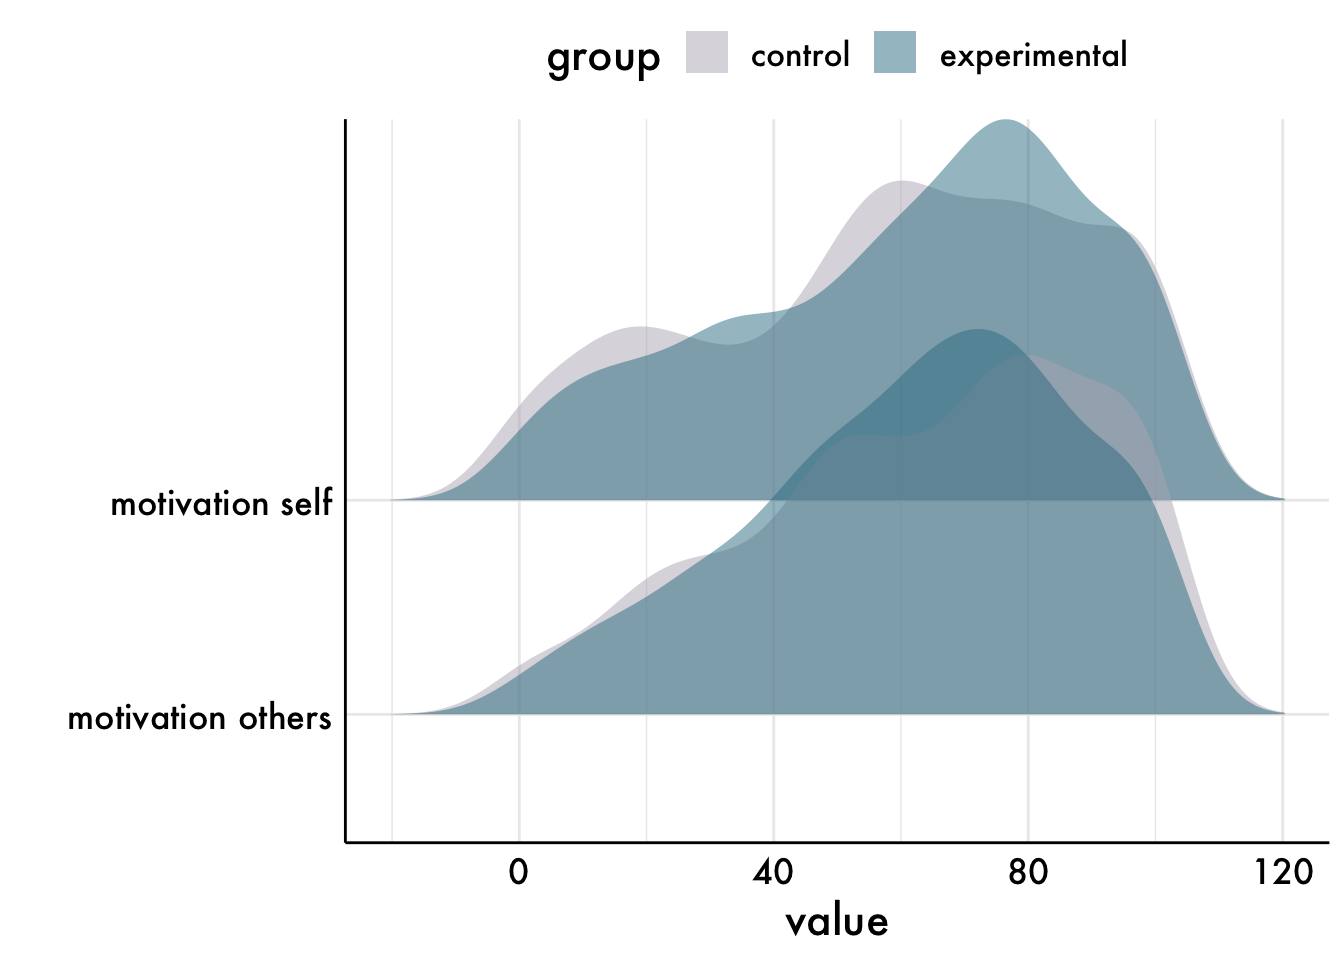 group control experimental
motivation self
motivation others
0 40 80 120
value